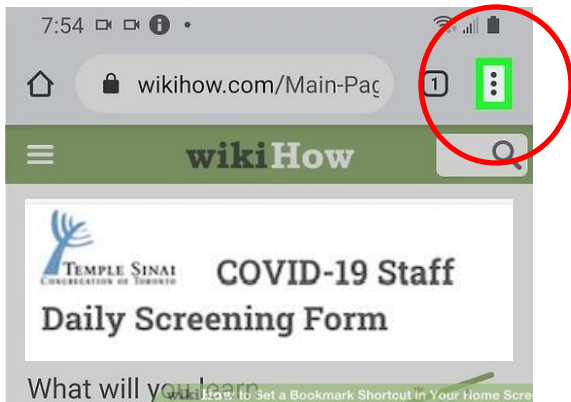 7:54
wikihow.com/Main-Pag
1
wikiHow
TEMPLE SINAI
CONGREGATION OF TORONTO
COVID-19 Staff
Daily Screening Form
What will you learn
wikiHow to Set a Bookmark Shortcut in Your Home Scre